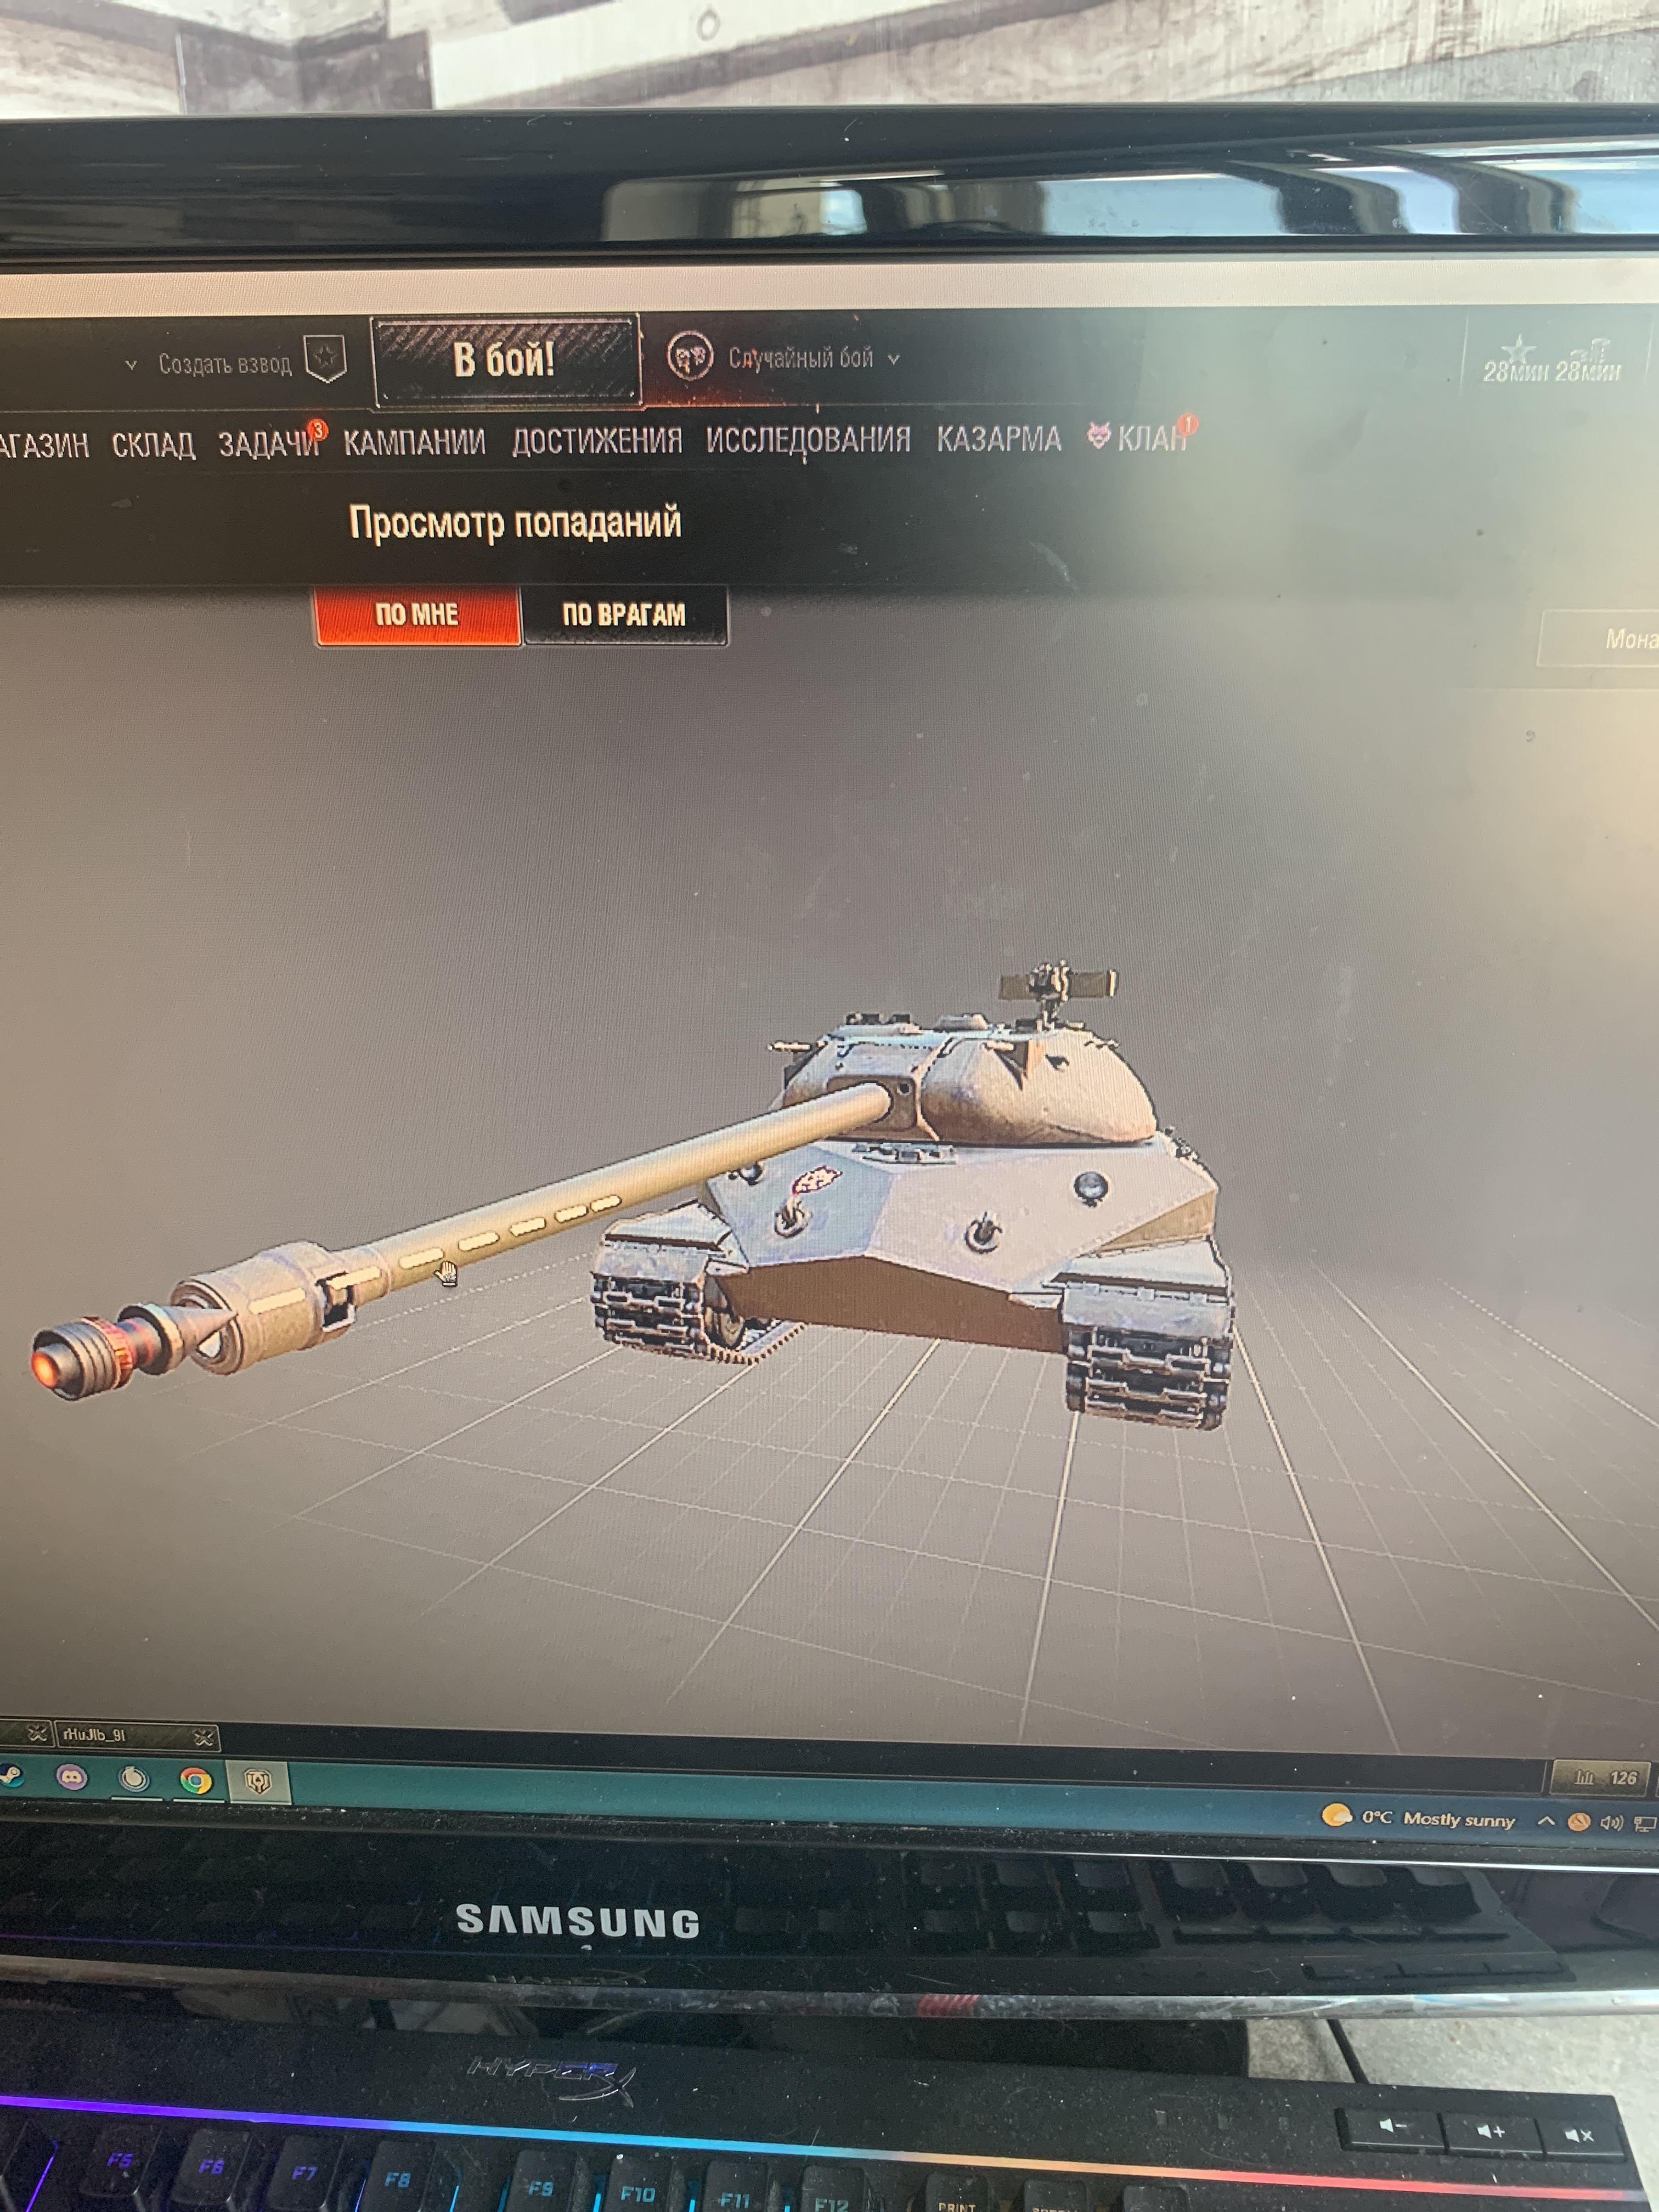 Создать взвод
В бой!
Случайный бой
28мин 28мин
АГАЗИН СКЛАД ЗАДАЧИ 3 КАМПАНИИ ДОСТИЖЕНИЯ ИССЛЕДОВАНИЯ КАЗАРМА КЛАН 1
Просмотр попаданий
ПО МНЕ ПО ВРАГАМ
Мона
rHuJlb_9I
126
0°C Mostly sunny
SAMSUNG
HYPERX
F5 F6 F7 F8 F9 F10 F11 F12 PRINT